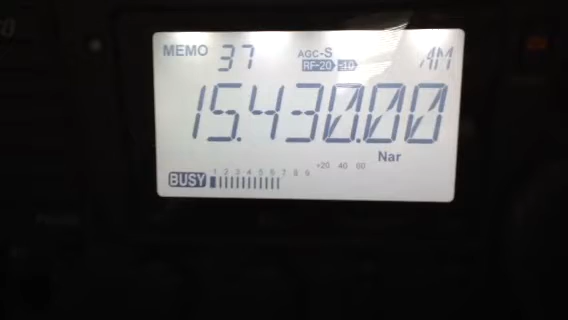 MEMO 37 AGC-S AM
RF-20 -10
15.430.00
Nar
+20 40 60
BUSY 1 2 3 4 5 6 7 8 9